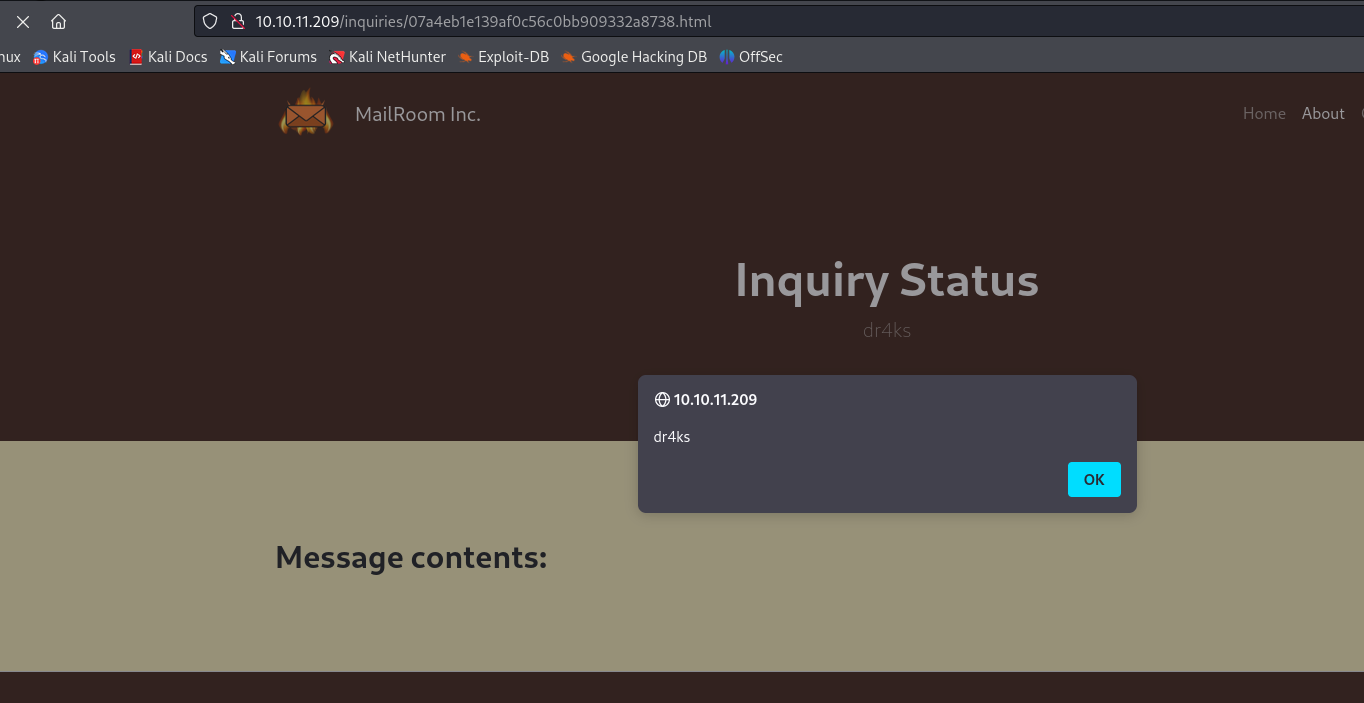 10.10.11.209/inquiries/07a4eb1e139af0c56c0bb909332a8738.html
nux Kali Tools Kali Docs Kali Forums Kali NetHunter Exploit-DB Google Hacking DB OffSec
MailRoom Inc. Home About
Inquiry Status
dr4ks
10.10.11.209
dr4ks
OK
Message contents: